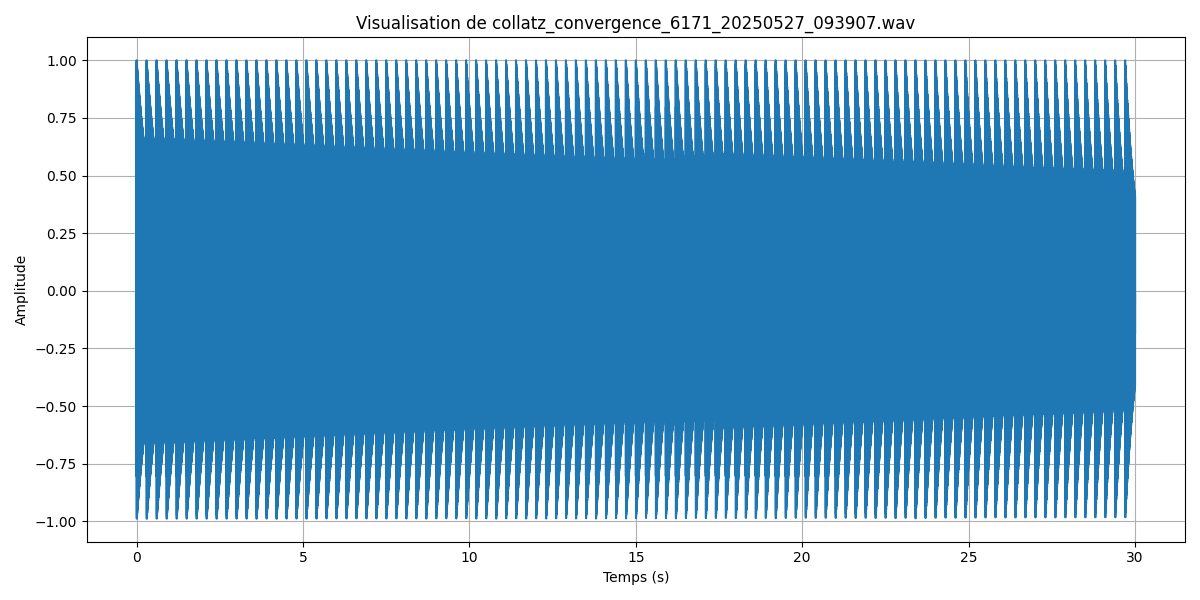 Visualisation de collatz_convergence_6171_20250527_093907.wav
Amplitude
1.00
0.75
0.50
0.25
0.00
−0.25
−0.50
−0.75
−1.00
0 5 10 15 20 25 30
Temps (s)